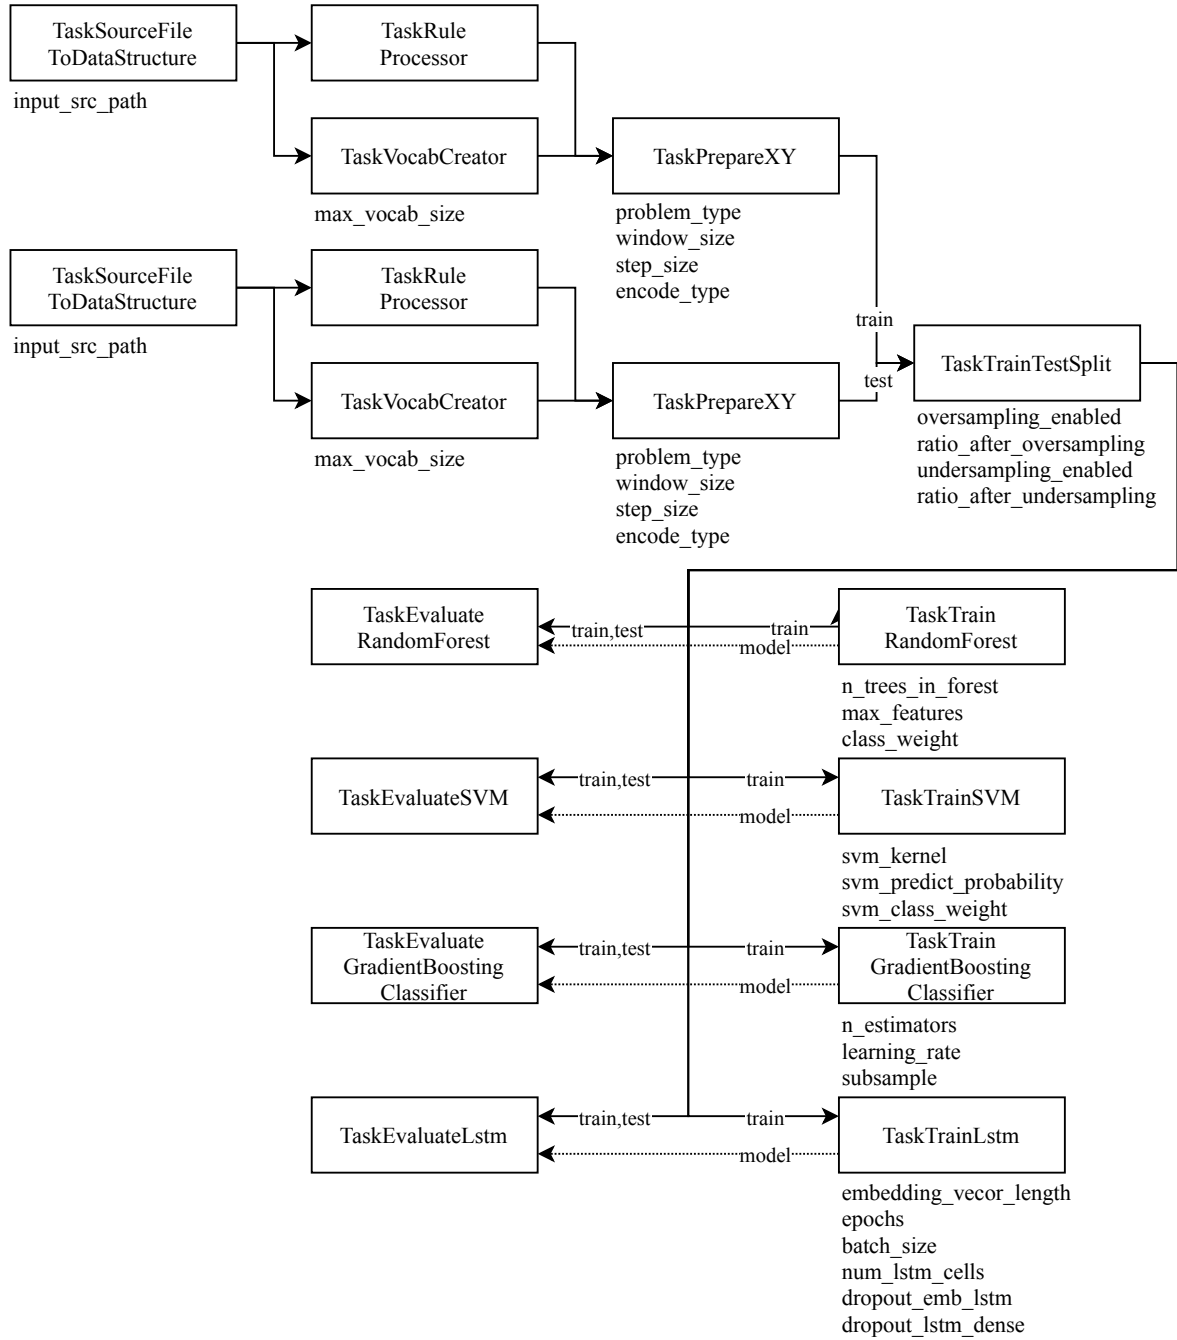 TaskSourceFile
ToDataStructure
input_src_path
TaskRule
Processor
TaskVocabCreator
max_vocab_size
TaskPrepareXY
problem_type
window_size
step_size
encode_type
TaskSourceFile
ToDataStructure
input_src_path
TaskRule
Processor
TaskVocabCreator
max_vocab_size
TaskPrepareXY
problem_type
window_size
step_size
encode_type
train
test
TaskTrainTestSplit
oversampling_enabled
ratio_after_oversampling
undersampling_enabled
ratio_after_undersampling
TaskEvaluate
RandomForest
train,test
train
model
TaskTrain
RandomForest
n_trees_in_forest
max_features
class_weight
TaskEvaluateSVM
train,test
train
model
TaskTrainSVM
svm_kernel
svm_predict_probability
svm_class_weight
TaskEvaluate
GradientBoosting
Classifier
train,test
train
model
TaskTrain
GradientBoosting
Classifier
n_estimators
learning_rate
subsample
TaskEvaluateLstm
train,test
train
model
TaskTrainLstm
embedding_vecor_length
epochs
batch_size
num_lstm_cells
dropout_emb_lstm
dropout_lstm_dense